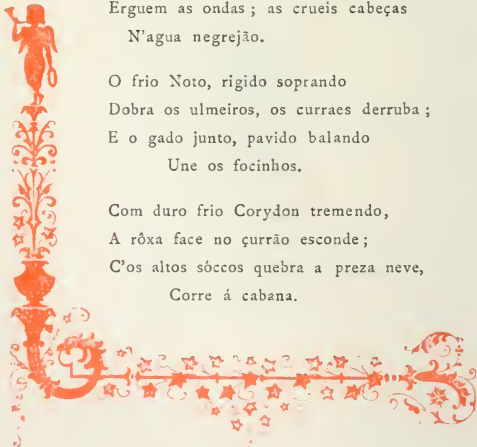 Erguem as ondas ; as crueis cabeças
N'agua negrejão.
O frio Noto, rigido soprando
Dobra os ulmeiros, os curraes derruba ;
E o gado junto, pavido balando
Une os focinhos.
Com duro frio Corydon tremendo,
A rôxa face no çurrão esconde ;
C'os altos sóccos quebra a preza neve,
Corre á cabana.